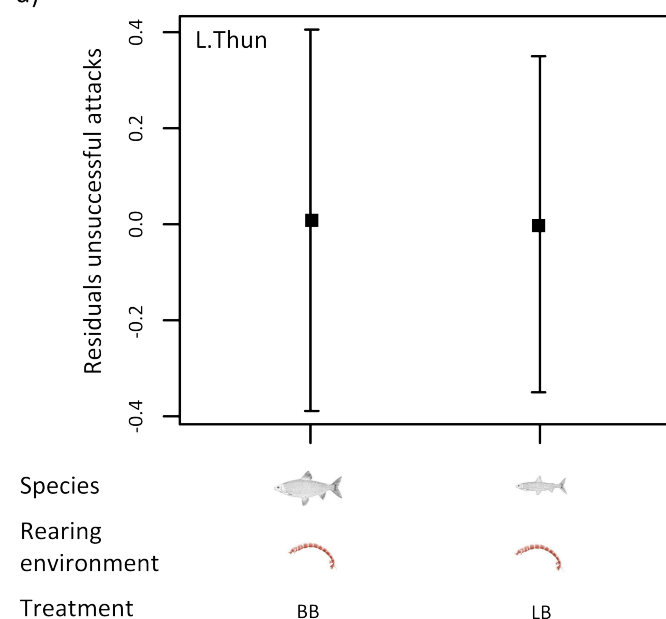 L.Thun
Residuals unsuccessful attacks
0.4
0.2
0.0
-0.2
-0.4
Species
Rearing
environment
Treatment BB LB